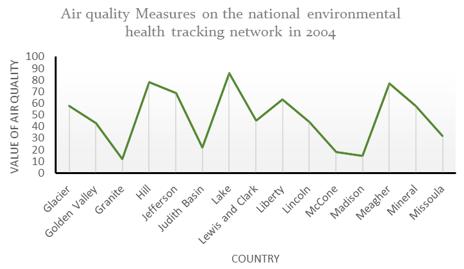 Air quality Measures on the national environmental
health tracking network in 2004
VALUE OF AIR QUALITY
100
90
80
70
60
50
40
30
20
10
0
Glacier
Golden Valley
Granite
Hill
Jefferson
Judith Basin
Lake
Lewis and Clark
Liberty
Lincoln
McCone
Madison
Meagher
Mineral
Missoula
COUNTRY